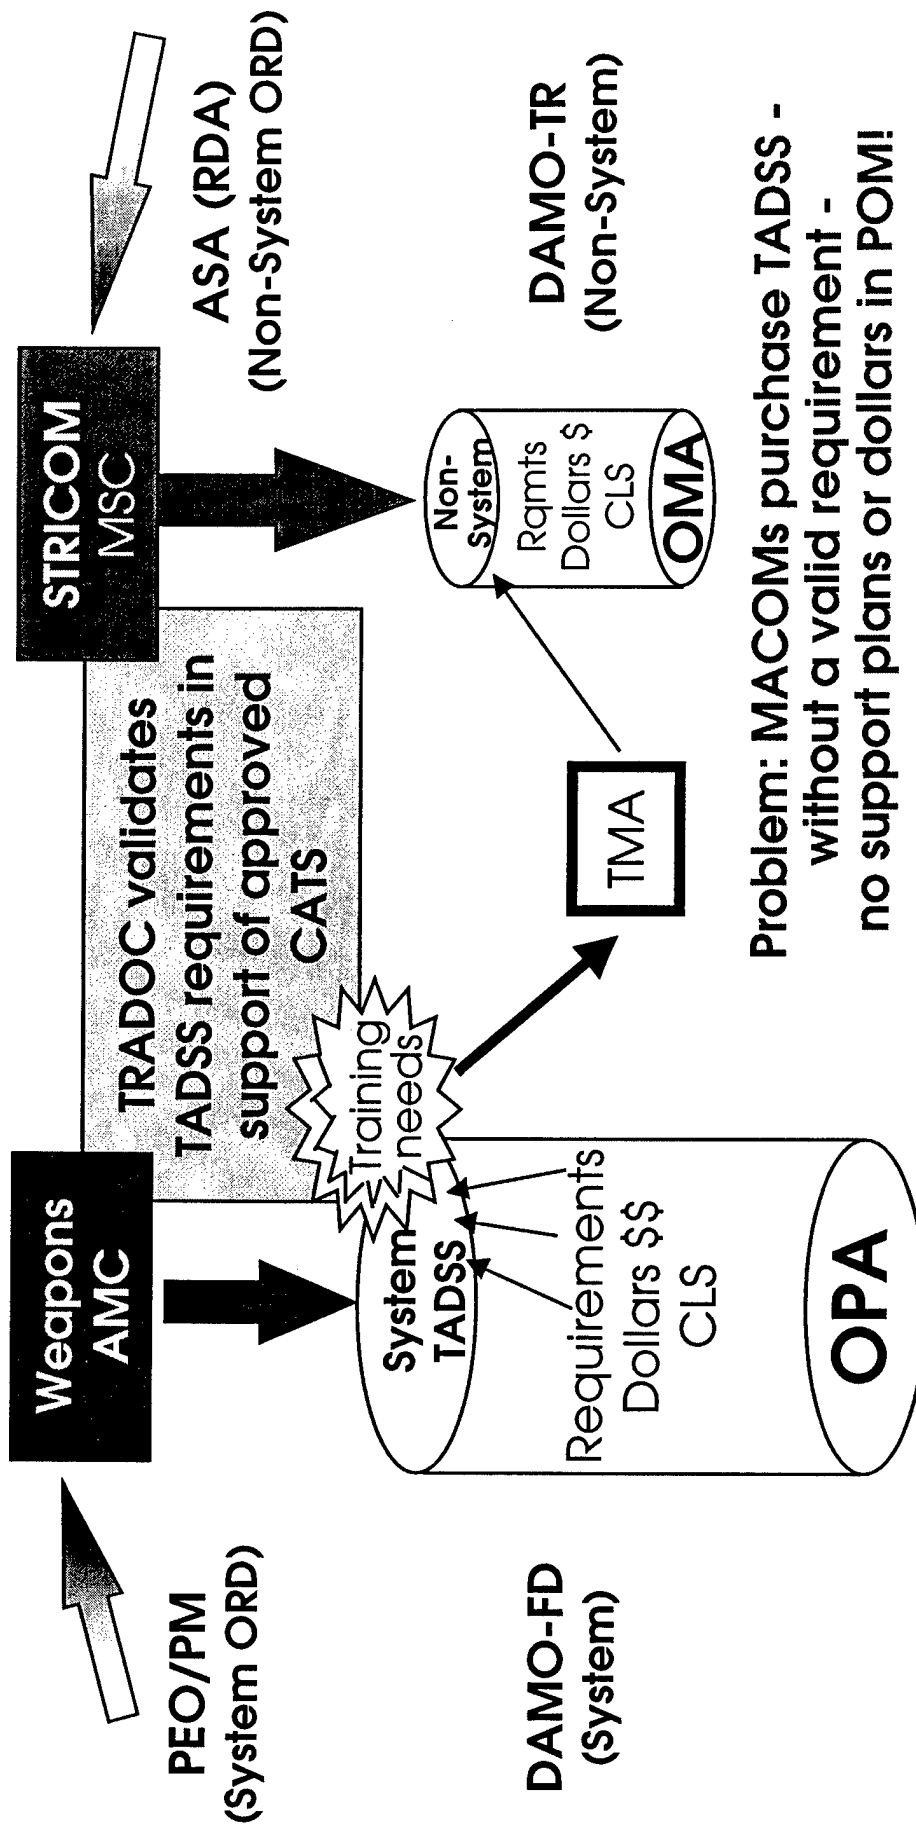 Weapons
AMC
STRICOM
MSC
TRADOC validates
TADSS requirements in
support of approved
CATS
PEO/PM
(System ORD)
ASA (RDA)
(Non-System ORD)
Training
needs
System
TADSS
Requirements
Dollars $$
CLS
OPA
DAMO-FD
(System)
TMA
Non-
System
Rqmts
Dollars $
CLS
OMA
DAMO-TR
(Non-System)
Problem: MACOMs purchase TADSS -
without a valid requirement -
no support plans or dollars in POM!